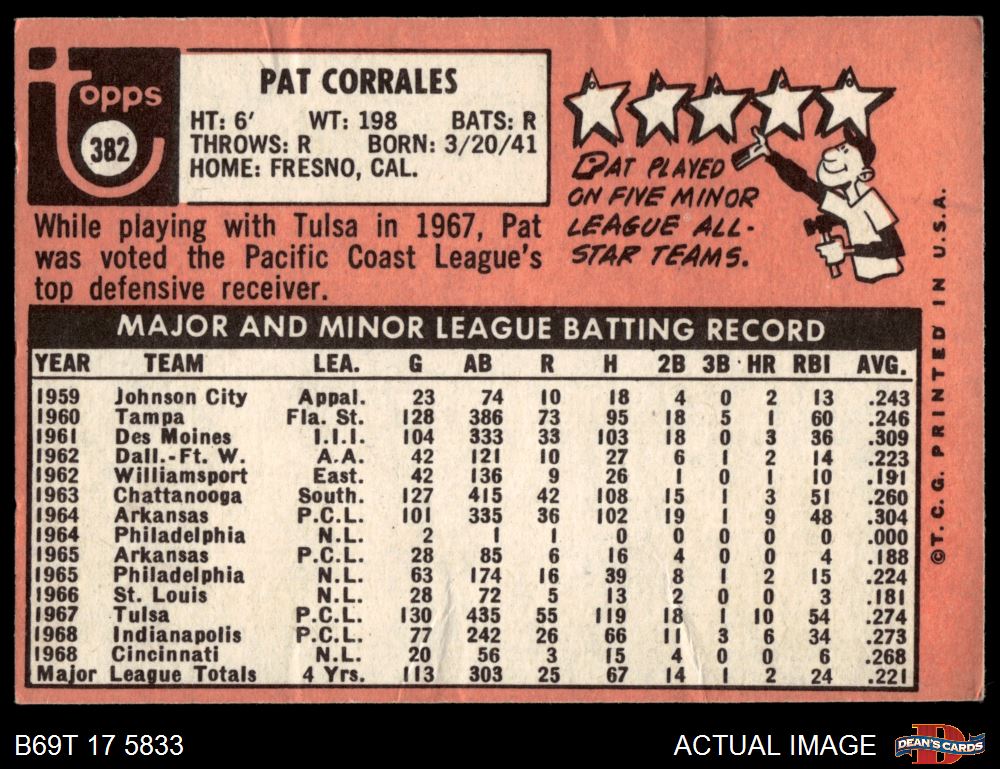 topps
382
PAT CORRALES
HT: 6' WT: 198 BATS: R
THROWS: R BORN: 3/20/41
HOME: FRESNO, CAL.
While playing with Tulsa in 1967, Pat
was voted the Pacific Coast League's
top defensive receiver.
PAT PLAYED
ON FIVE MINOR
LEAGUE ALL-
STAR TEAMS.
MAJOR AND MINOR LEAGUE BATTING RECORD
YEAR TEAM LEA. G AB R H 2B 3B HR RBI AVG.
1959 Johnson City Appal. 23 74 10 18 4 0 2 13 .243
1960 Tampa Fla. St. 128 386 73 95 18 5 1 60 .246
1961 Des Moines I.I.I. 104 333 33 103 18 0 3 36 .309
1962 Dall.-Ft. W. A.A. 42 121 10 27 6 1 2 14 .223
1962 Williamsport East. 42 136 9 26 1 0 1 10 .191
1963 Chattanooga South. 127 415 42 108 15 1 3 51 .260
1964 Arkansas P.C.L. 101 335 36 102 19 1 9 48 .304
1964 Philadelphia N.L. 2 1 1 0 0 0 0 0 .000
1965 Arkansas P.C.L. 28 85 6 16 4 0 0 4 .188
1965 Philadelphia N.L. 63 174 16 39 8 1 2 15 .224
1966 St. Louis N.L. 28 72 5 13 2 0 0 3 .181
1967 Tulsa P.C.L. 130 435 55 119 18 1 10 54 .274
1968 Indianapolis P.C.L. 77 242 26 66 11 3 6 34 .273
1968 Cincinnati N.L. 20 56 3 15 4 0 0 6 .268
Major League Totals 4 Yrs. 113 303 25 67 14 1 2 24 .221
©T.C.G. PRINTED IN U.S.A.
B69T 17 5833
ACTUAL IMAGE
DEAN'S CARDS